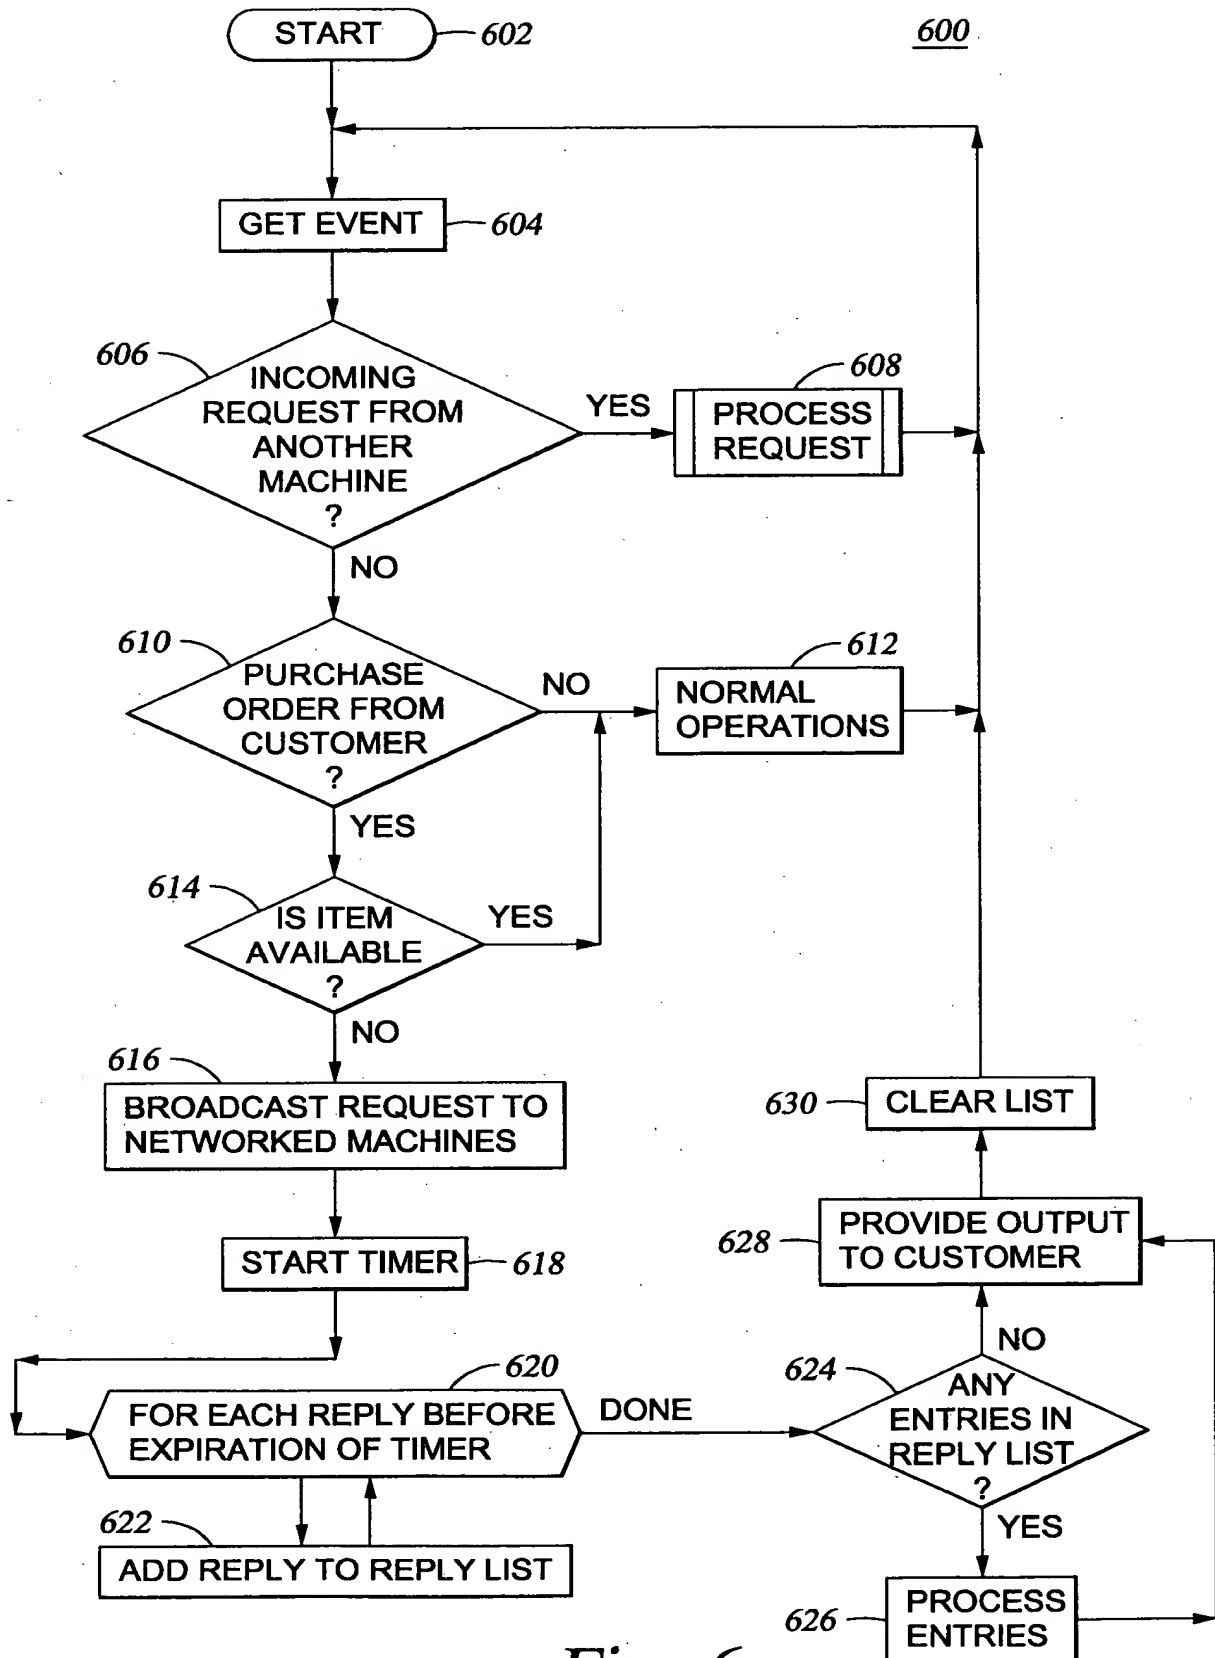 START
602
600
GET EVENT
604
606
INCOMING
REQUEST FROM
ANOTHER
MACHINE
?
YES
608
PROCESS
REQUEST
NO
610
PURCHASE
ORDER FROM
CUSTOMER
?
NO
612
NORMAL
OPERATIONS
YES
614
IS ITEM
AVAILABLE
?
YES
NO
616
BROADCAST REQUEST TO
NETWORKED MACHINES
START TIMER
618
620
FOR EACH REPLY BEFORE
EXPIRATION OF TIMER
DONE
622
ADD REPLY TO REPLY LIST
630
CLEAR LIST
628
PROVIDE OUTPUT
TO CUSTOMER
NO
624
ANY
ENTRIES IN
REPLY LIST
?
YES
626
PROCESS
ENTRIES
Fig. 6